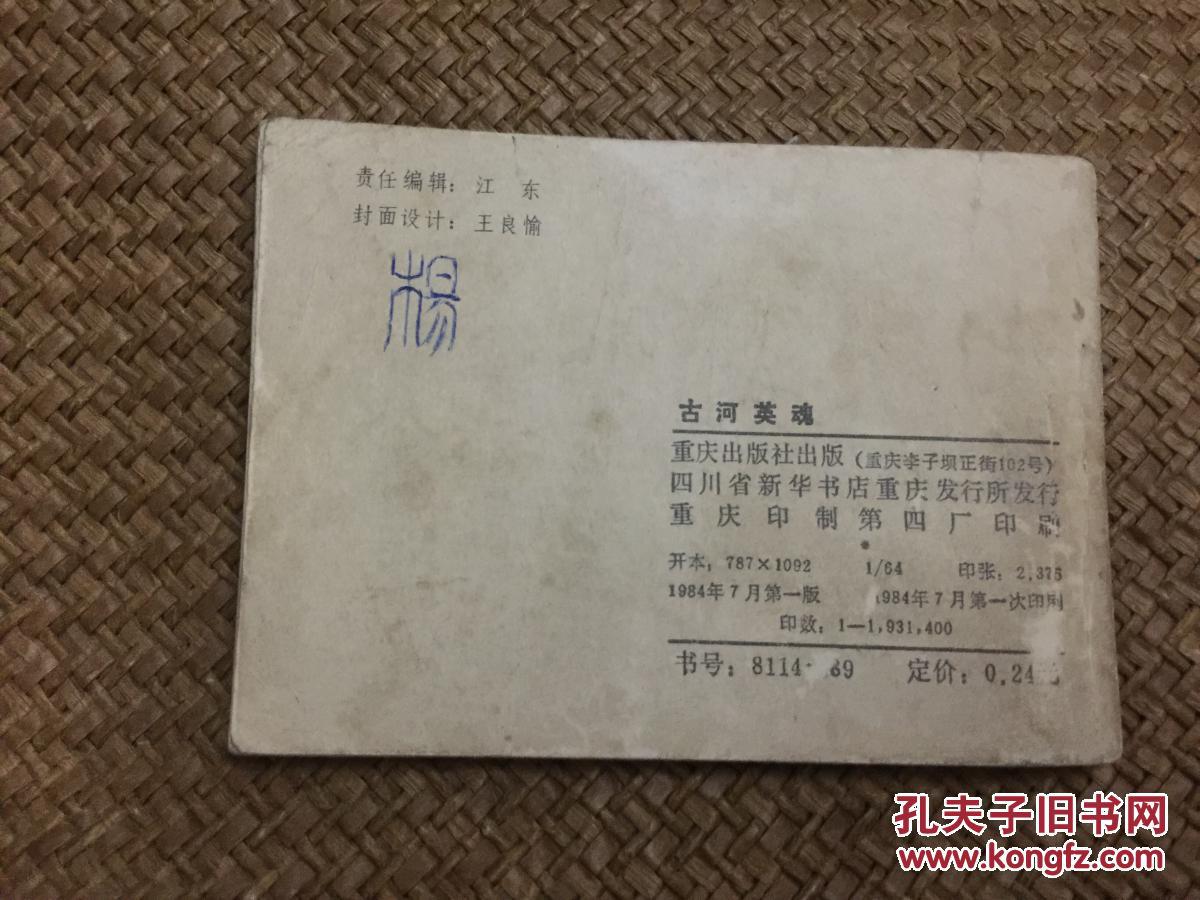 责任编辑：江 东
封面设计：王良愉
楊
古河英魂
重庆出版社出版（重庆李子坝正街102号）
四川省新华书店重庆发行所发行
重庆印制第四厂印刷
开本：787×1092 1/64 印张：2.375
1984年7月第一版 1984年7月第一次印刷
印数：1—1,931,400
书号：8114· 定价：0.24元
孔夫子旧书网
www.kongfz.com